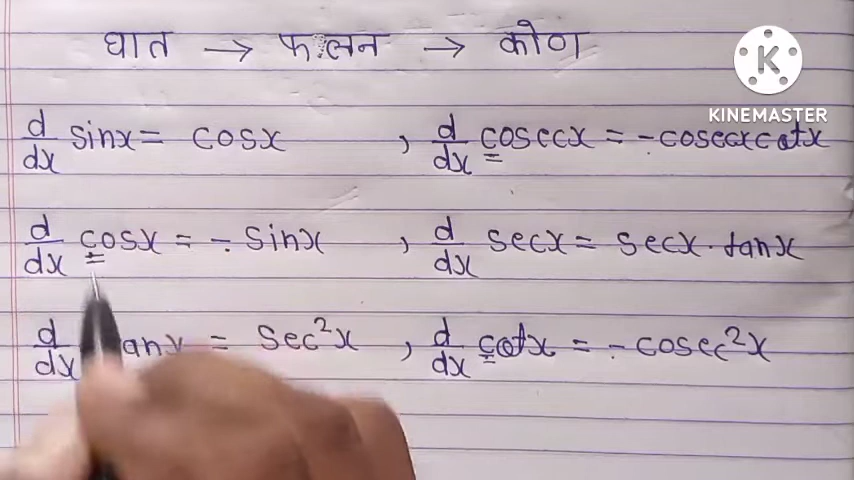 घात → फलन → कोण
KINEMASTER
d/dx sinx = cosx , d/dx cosecx = -cosecx cotx
d/dx cosx = - sinx , d/dx secx = secx . tanx
d/dx tanx = sec²x , d/dx cotx = - cosec²x